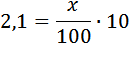 2,1 = x/100 · 10